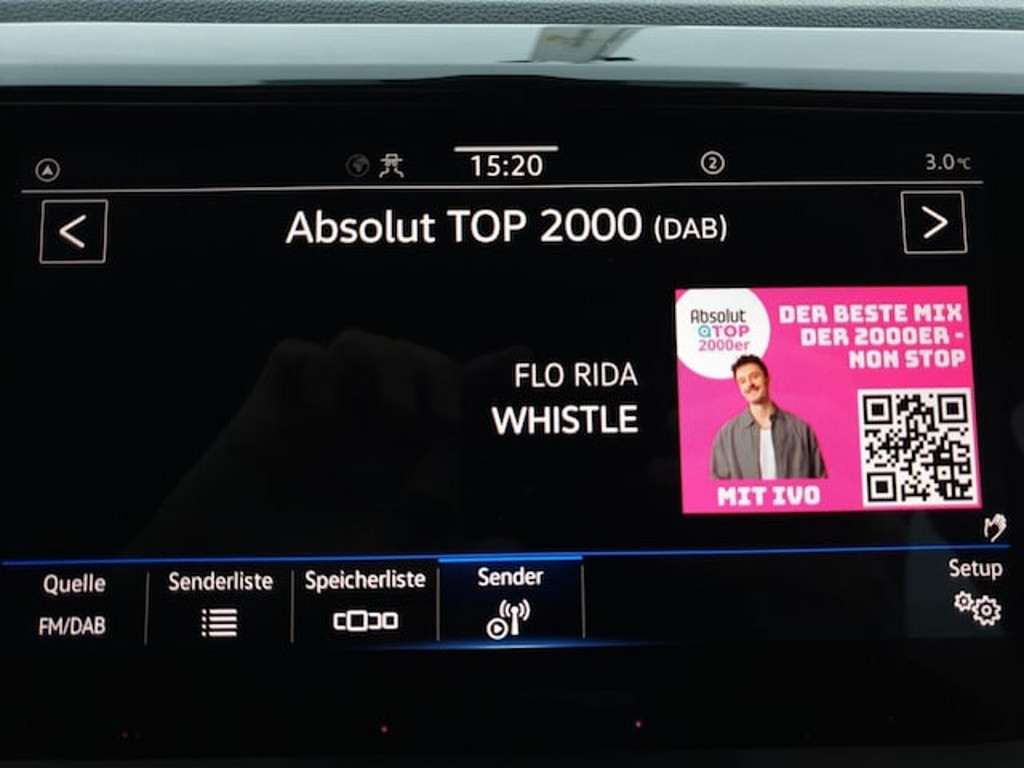 15:20
2
3.0°C
<
Absolut TOP 2000 (DAB)
>
FLO RIDA
WHISTLE
Absolut
TOP
2000er
DER BESTE MIX
DER 2000ER -
NON STOP
MIT IVO
Quelle
FM/DAB
Senderliste
Speicherliste
Sender
Setup